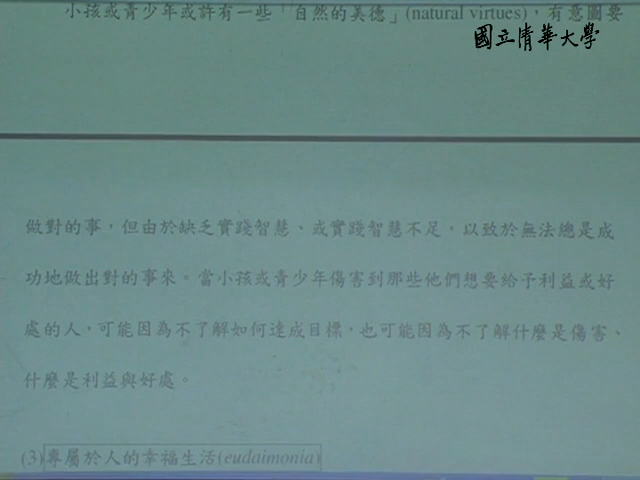 小孩或青少年或許有一些「自然的美德」(natural virtues)，有意圖要
國立清華大學
做對的事，但由於缺乏實踐智慧、或實踐智慧不足，以致於無法總是成
功地做出對的事來。當小孩或青少年傷害到那些他們想要給予利益或好
處的人，可能因為不了解如何達成目標，也可能因為不了解什麼是傷害、
什麼是利益與好處。
(3)專屬於人的幸福生活(eudaimonia)